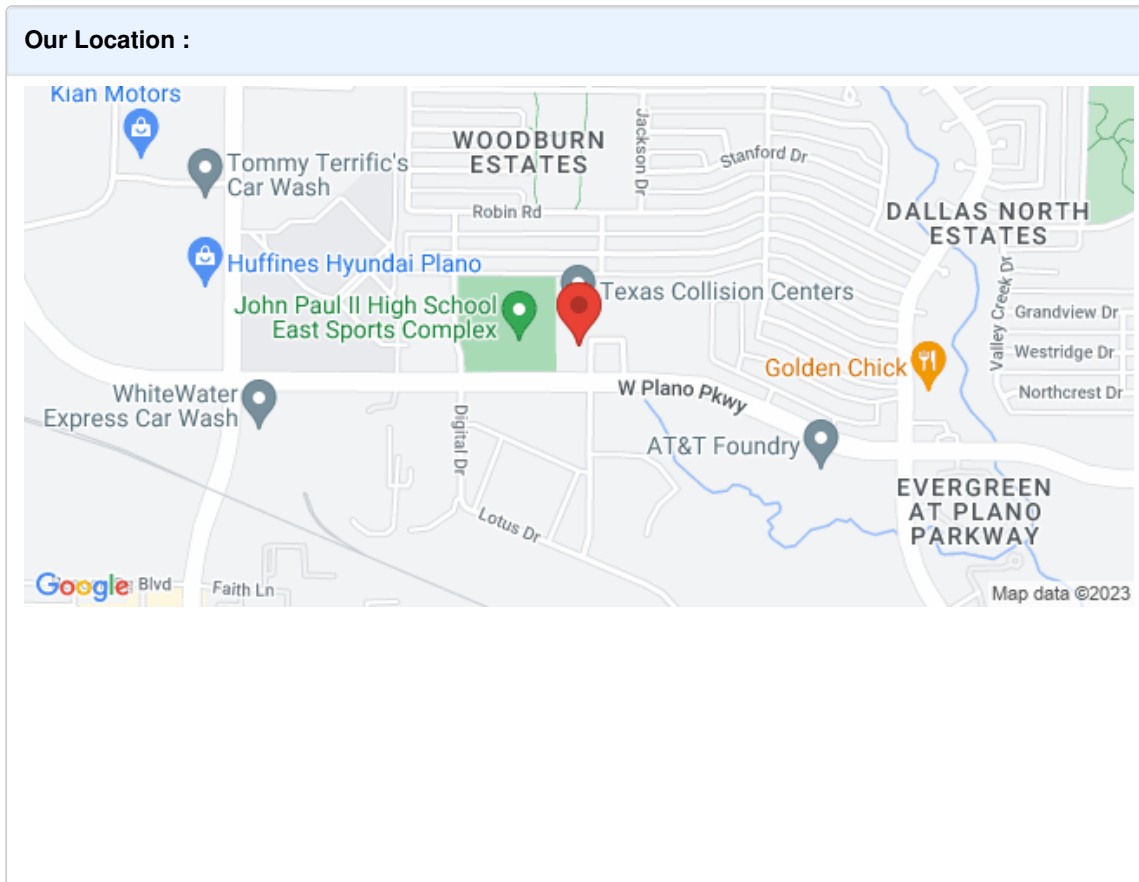 Our Location :
Kian Motors
Tommy Terrific's
Car Wash
WOODBURN
ESTATES
Jackson Dr
Stanford Dr
Robin Rd
DALLAS NORTH
ESTATES
Huffines Hyundai Plano
John Paul II High School
East Sports Complex
Texas Collision Centers
Valley Creek Dr
Grandview Dr
Westridge Dr
Northcrest Dr
Golden Chick
WhiteWater
Express Car Wash
W Plano Pkwy
Digital Dr
AT&T Foundry
EVERGREEN
AT PLANO
PARKWAY
Lotus Dr
Google
Blvd
Faith Ln
Map data ©2023